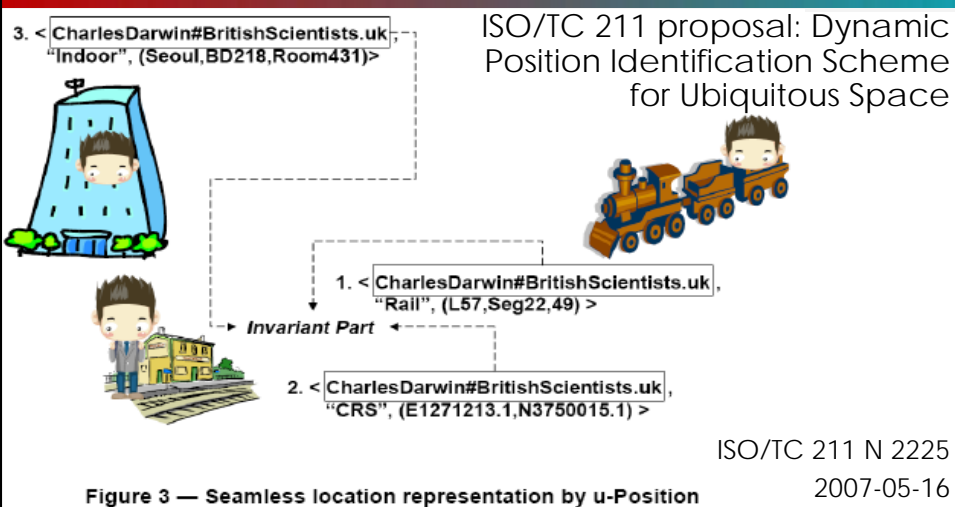 ISO/TC 211 proposal: Dynamic
Position Identification Scheme
for Ubiquitous Space
3. < CharlesDarwin#BritishScientists.uk ,
“Indoor”, (Seoul,BD218,Room431)>
1. < CharlesDarwin#BritishScientists.uk ,
“Rail”, (L57,Seg22,49) >
Invariant Part
2. < CharlesDarwin#BritishScientists.uk ,
“CRS”, (E1271213.1,N3750015.1) >
ISO/TC 211 N 2225
2007-05-16
Figure 3 — Seamless location representation by u-Position